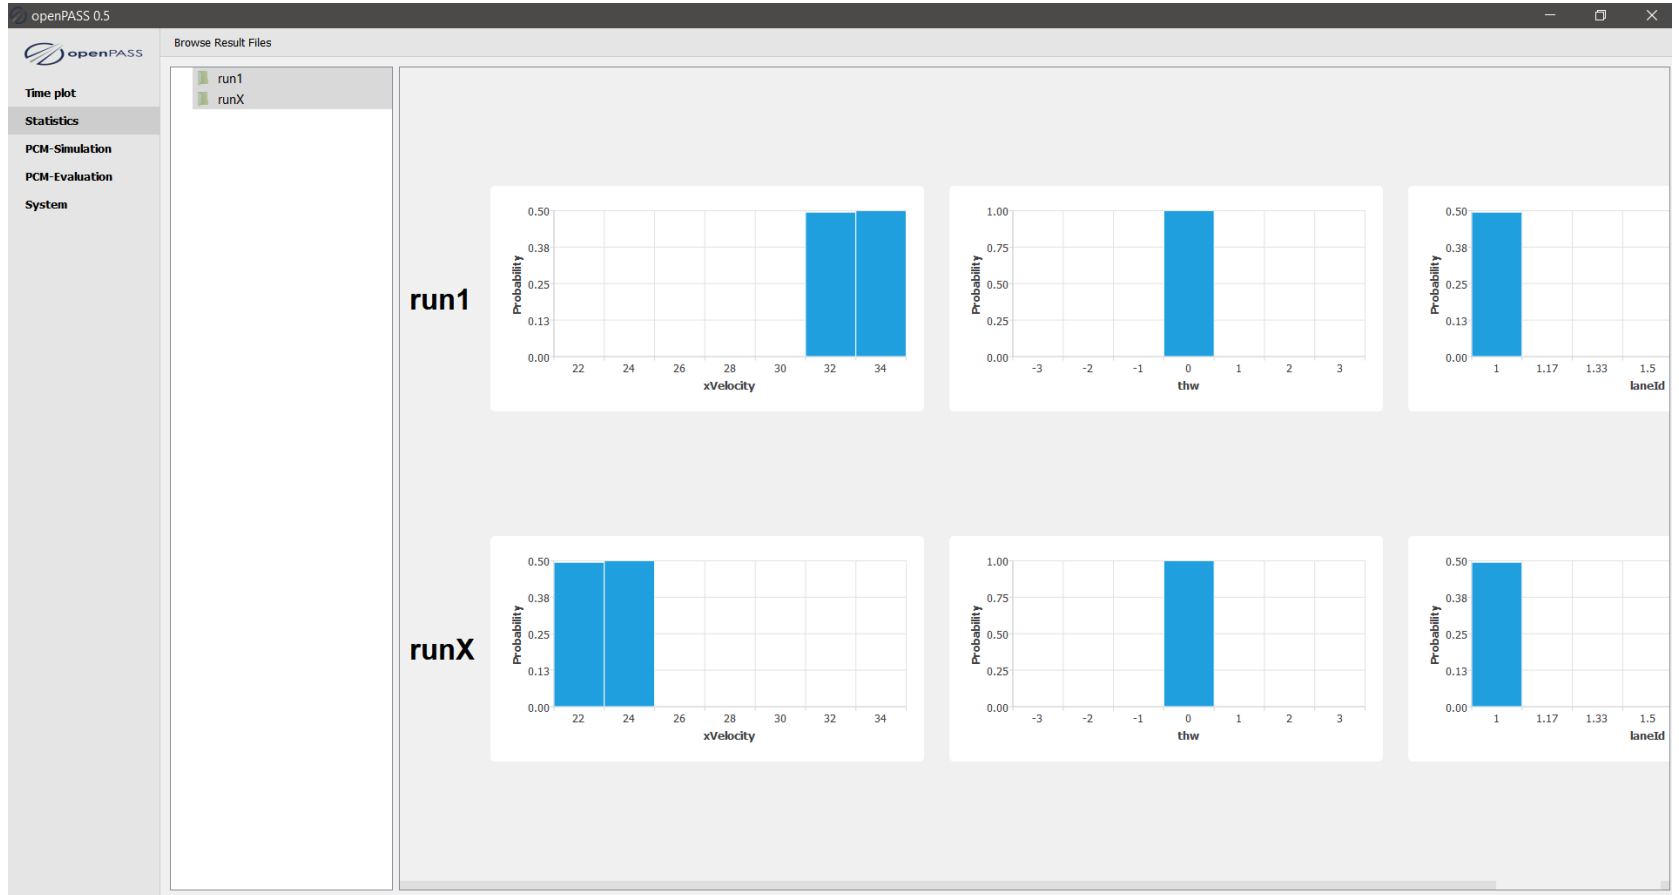 openPASS 0.5
openPASS
Browse Result Files
Time plot
Statistics
PCM-Simulation
PCM-Evaluation
System
run1
runX
run1
0.50
0.38
0.25
0.13
0.00
Probability
22 24 26 28 30 32 34
xVelocity
1.00
0.75
0.50
0.25
0.00
Probability
-3 -2 -1 0 1 2 3
thw
0.50
0.38
0.25
0.13
0.00
Probability
1 1.17 1.33 1.5
laneId
runX
0.50
0.38
0.25
0.13
0.00
Probability
22 24 26 28 30 32 34
xVelocity
1.00
0.75
0.50
0.25
0.00
Probability
-3 -2 -1 0 1 2 3
thw
0.50
0.38
0.25
0.13
0.00
Probability
1 1.17 1.33 1.5
laneId